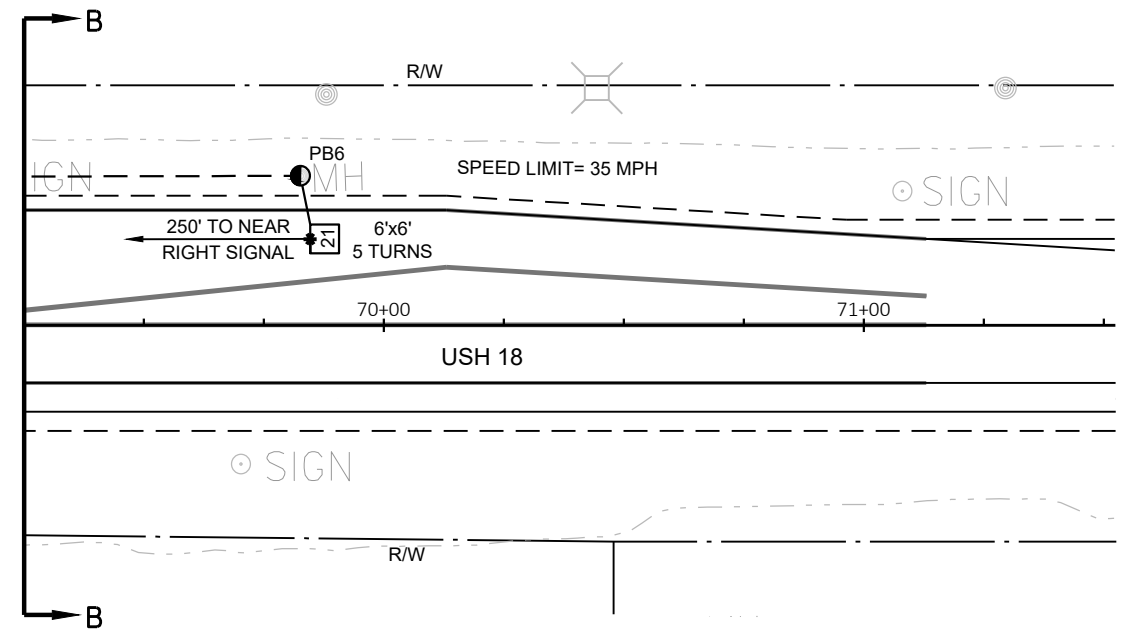 B
R/W
PB6
SPEED LIMIT= 35 MPH
IGN
MH
SIGN
250' TO NEAR
RIGHT SIGNAL
21
6'x6'
5 TURNS
70+00
71+00
USH 18
SIGN
R/W
B